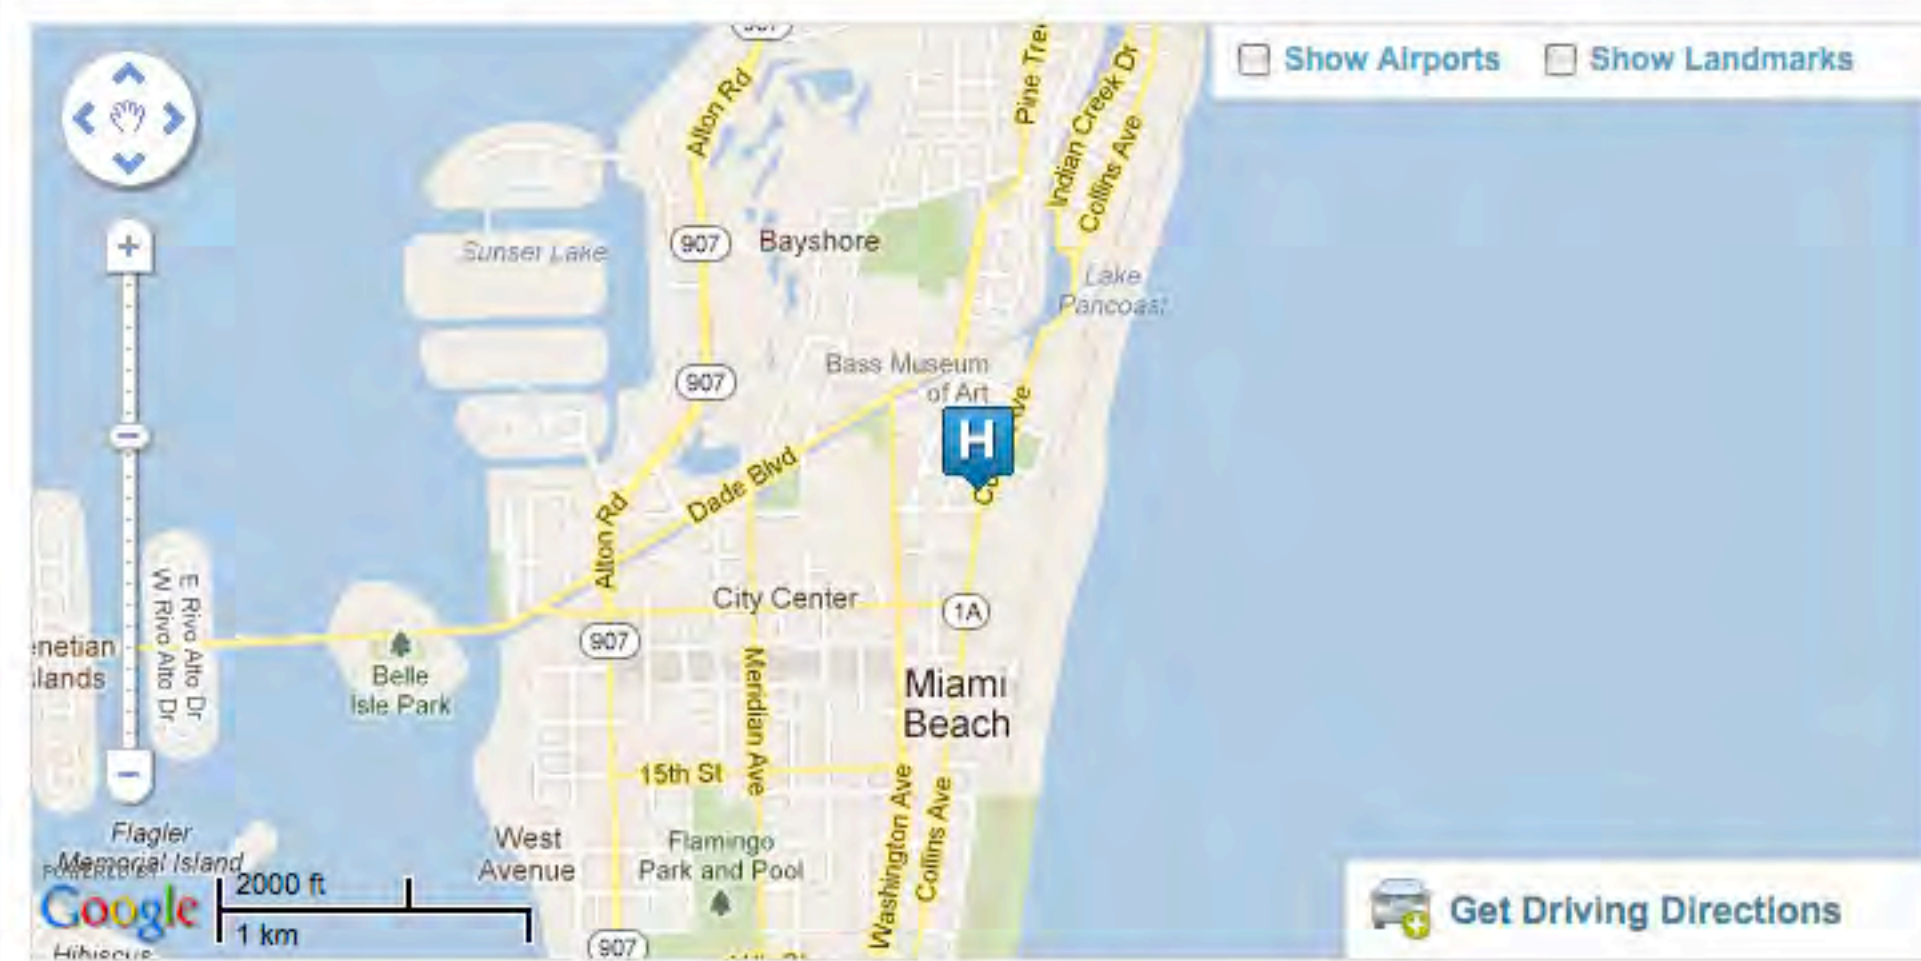 Show Airports
Show Landmarks
Alton Rd
Indian Creek Dr
Collins Ave
907
Bayshore
Sunset Lake
Lake
Pancoast
907
Bass Museum
of Art
H
Dade Blvd
Alton Rd
City Center
1A
907
E Rivo Alto Dr
W Rivo Alto Dr
Belle
Isle Park
Meridian Ave
Miami
Beach
15th St
West
Avenue
Flamingo
Park and Pool
Washington Ave
Collins Ave
Flagler
Memorial Island
POWERED BY
Google
2000 ft
1 km
907
Get Driving Directions